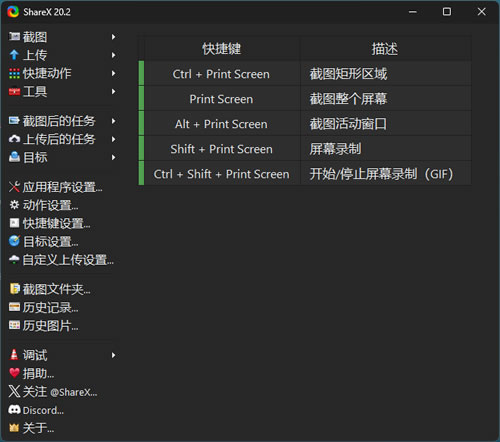 ShareX 20.2
截图
上传
快捷动作
工具
截图后的任务
上传后的任务
目标
应用程序设置...
动作设置...
快捷键设置...
目标设置...
自定义上传设置...
截图文件夹...
历史记录...
历史图片...
调试
捐助...
关注 @ShareX...
Discord...
关于...
快捷键 描述
Ctrl + Print Screen 截图矩形区域
Print Screen 截图整个屏幕
Alt + Print Screen 截图活动窗口
Shift + Print Screen 屏幕录制
Ctrl + Shift + Print Screen 开始/停止屏幕录制（GIF）